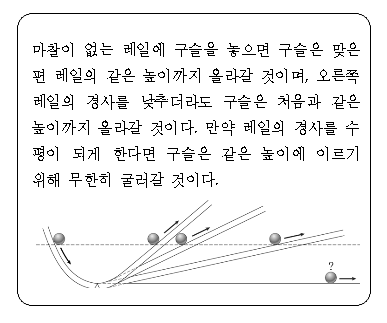 마찰이 없는 레일에 구슬을 놓으면 구슬은 맞은
편 레일의 같은 높이까지 올라갈 것이며, 오른쪽
레일의 경사를 낮추더라도 구슬은 처음과 같은
높이까지 올라갈 것이다. 만약 레일의 경사를 수
평이 되게 한다면 구슬은 같은 높이에 이르기
위해 무한히 굴러갈 것이다.
?